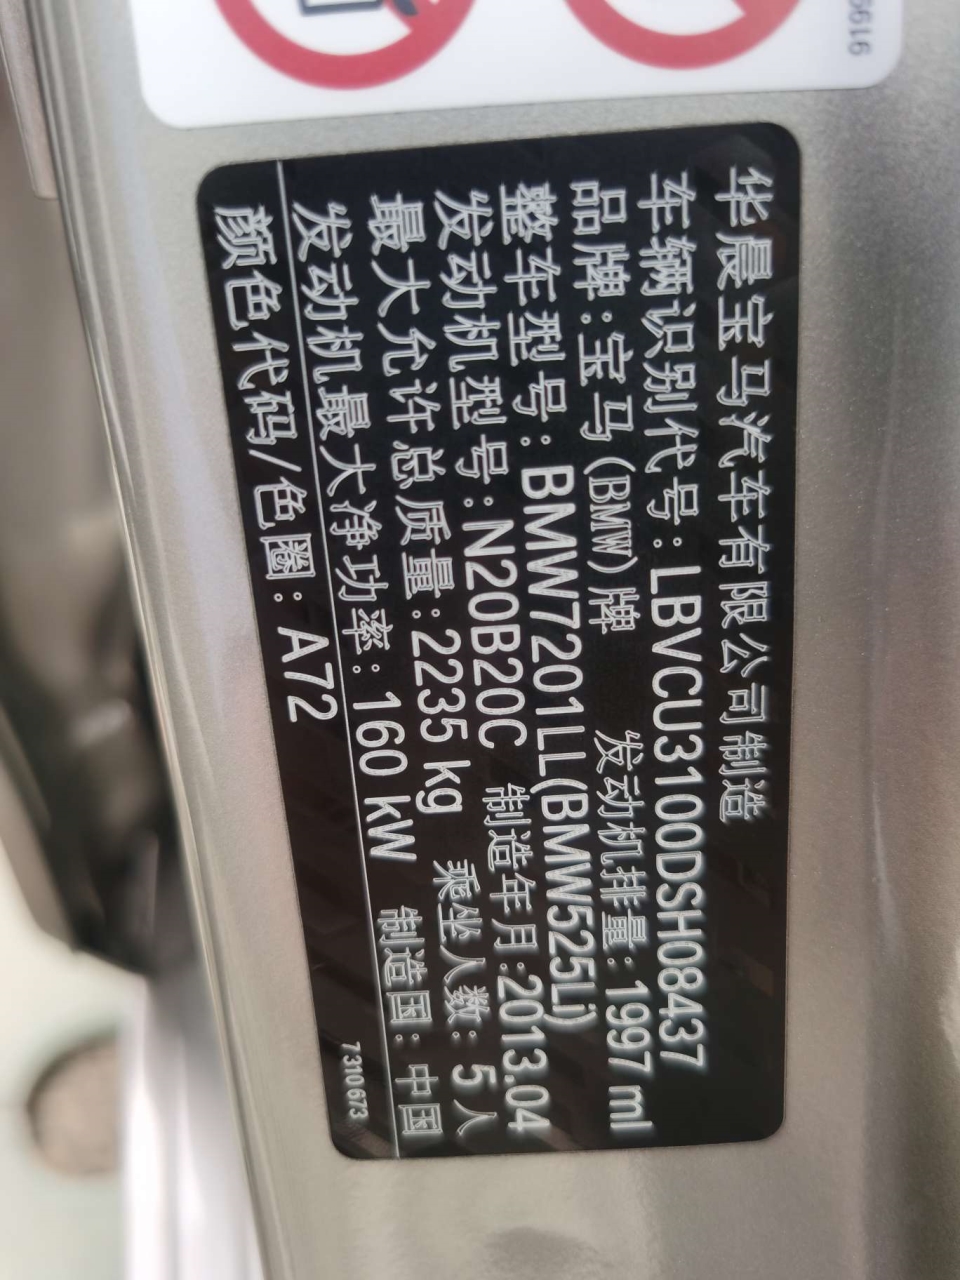 华晨宝马汽车有限公司制造
车辆识别代号:LBVCU3100DSH08437
品牌:宝马(BMW)牌 发动机排量:1997 ml
整车型号:BMW7201LL(BMW525Li)
发动机型号:N20B20C 制造年月:2013.04
最大允许总质量:2235 kg 乘坐人数:5人
发动机最大净功率:160 kW 制造国:中国
颜色代码/色圈:A72
7310673